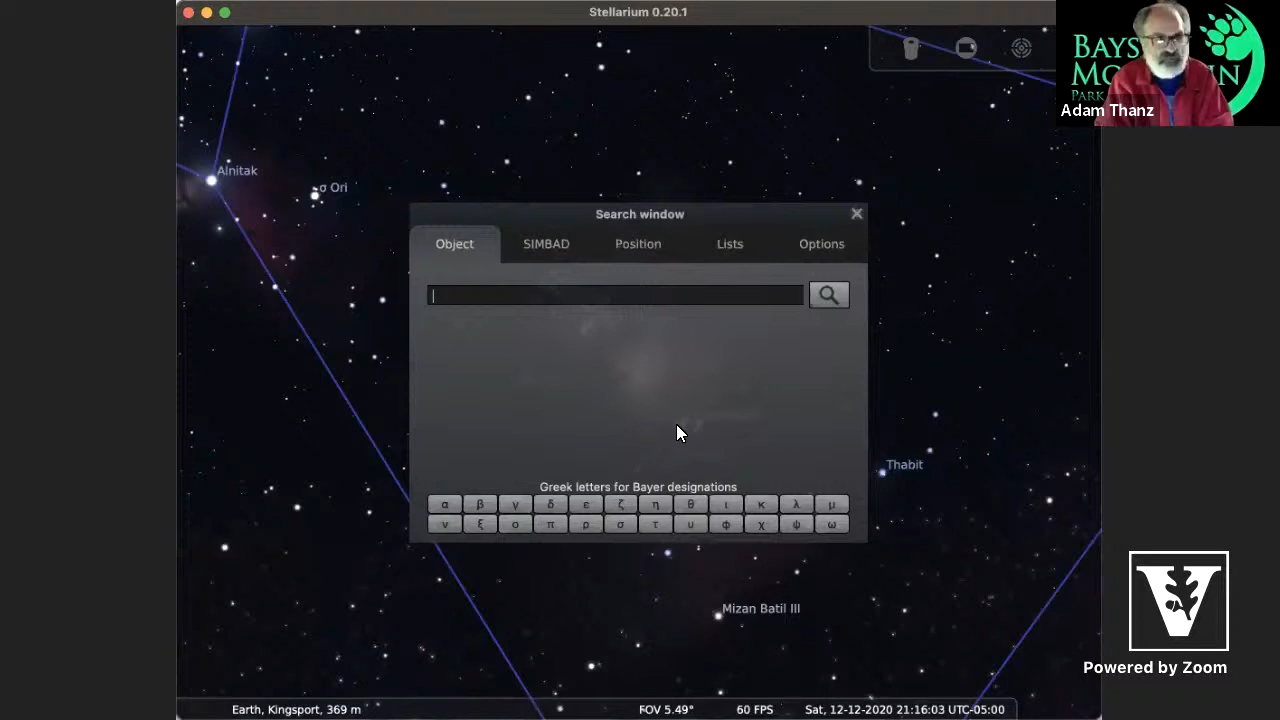 Stellarium 0.20.1
BAYS
MO IN
PARK
Adam Thanz
Alnitak
σ Ori
Search window
Object SIMBAD Position Lists Options
Thabit
Greek letters for Bayer designations
α β γ δ ε ζ η θ ι κ λ μ
ν ξ ο π ρ σ τ υ φ χ ψ ω
Mizan Batil III
V
Powered by Zoom
Earth, Kingsport, 369 m FOV 5.49° 60 FPS Sat, 12-12-2020 21:16:03 UTC-05:00